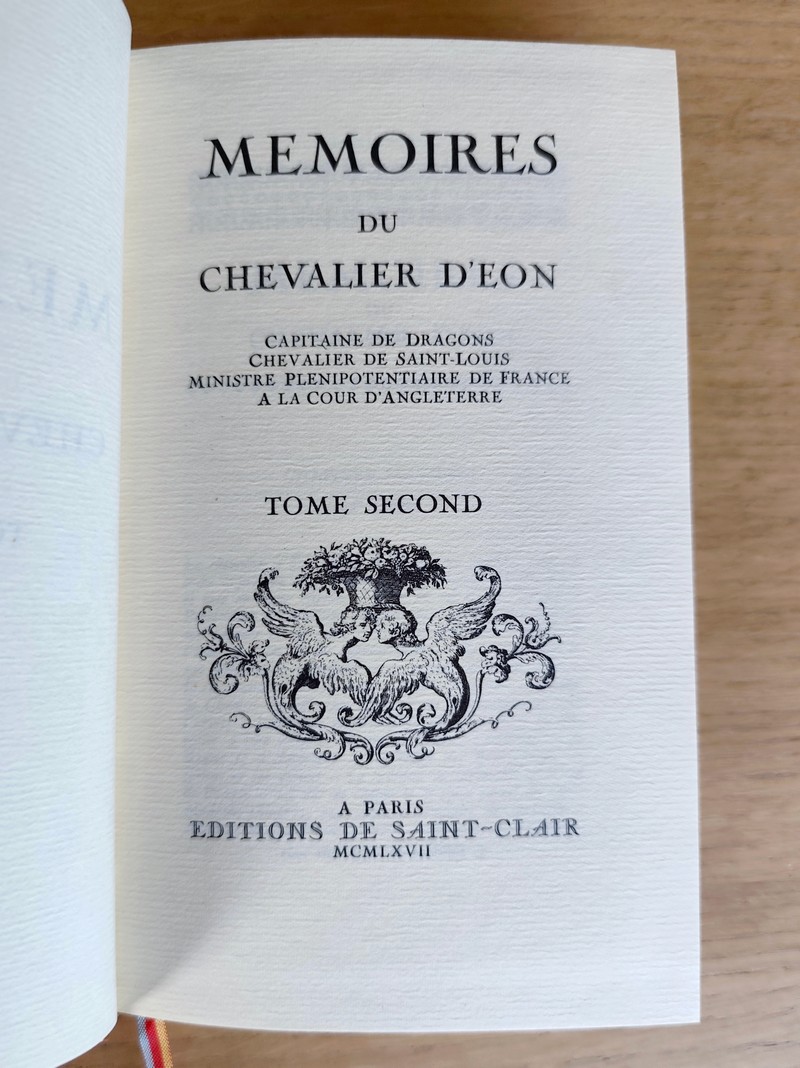 MEMOIRES
DU
CHEVALIER D'EON
CAPITAINE DE DRAGONS
CHEVALIER DE SAINT-LOUIS
MINISTRE PLENIPOTENTIAIRE DE FRANCE
A LA COUR D'ANGLETERRE
TOME SECOND
A PARIS
EDITIONS DE SAINT-CLAIR
MCMLXVII